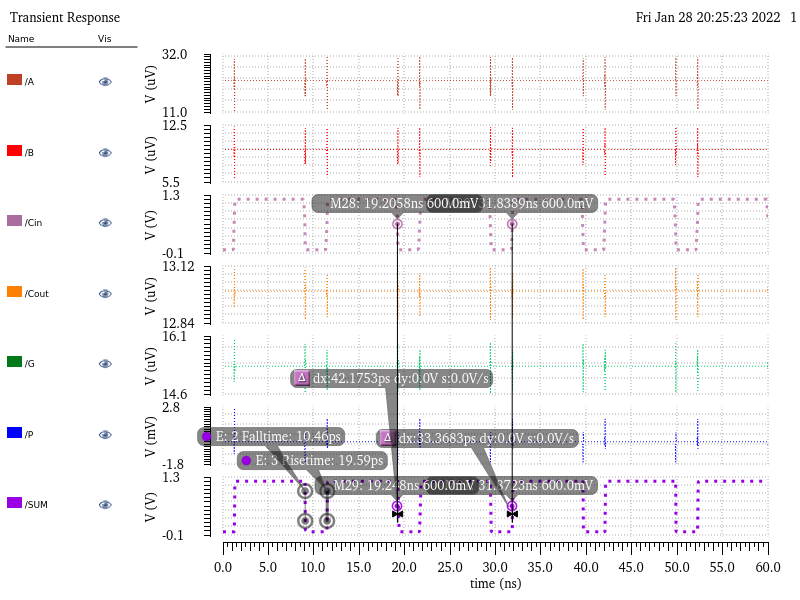 Transient Response
Fri Jan 28 20:25:23 2022 1
Name Vis
/A
/B
/Cin
/Cout
/G
/P
/SUM
V (uV)
32.0
11.0
V (uV)
12.5
5.5
V (V)
1.3
-0.1
V (uV)
13.12
12.84
V (uV)
16.1
14.6
V (mV)
2.8
-1.8
V (V)
1.3
-0.1
M28: 19.2058ns 600.0mV
31.8389ns 600.0mV
Δ dx:42.1753ps dy:0.0V s:0.0V/s
E: 2 Falltime: 10.46ps
Δ dx:33.3683ps dy:0.0V s:0.0V/s
E: 3 Risetime: 19.59ps
M29: 19.248ns 600.0mV
31.8723ns 600.0mV
0.0 5.0 10.0 15.0 20.0 25.0 30.0 35.0 40.0 45.0 50.0 55.0 60.0
time (ns)